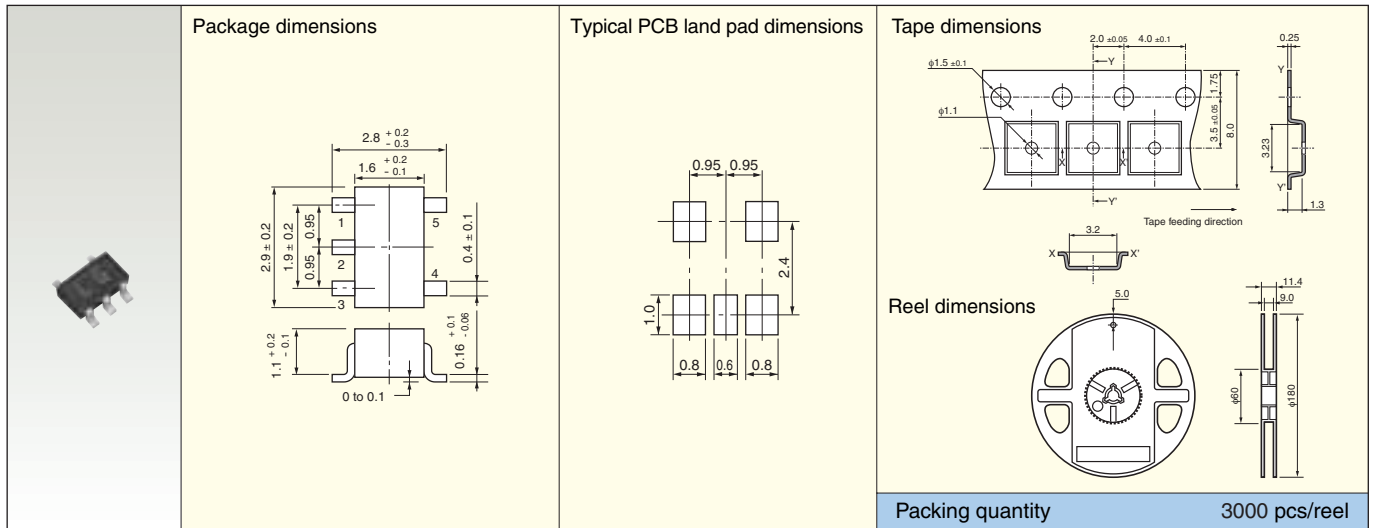 Package dimensions
2.8 + 0.2 - 0.3
1.6 + 0.2 - 0.1
2.9 ± 0.2
1.9 ± 0.2
0.95
0.95
1
2
3
5
4
0.4 ± 0.1
1.1 + 0.2 - 0.1
0.16 + 0.1 - 0.06
0 to 0.1
Typical PCB land pad dimensions
0.95 0.95
2.4
1.0
0.8 0.6 0.8
Tape dimensions
2.0 ±0.05 4.0 ±0.1
φ1.5 ±0.1
φ1.1
Y
X X'
Y'
1.75
3.5 ±0.05
8.0
0.25
Y
3.23
Y'
1.3
Tape feeding direction
3.2
X X'
Reel dimensions
5.0
11.4
9.0
φ60
φ180
Packing quantity 3000 pcs/reel